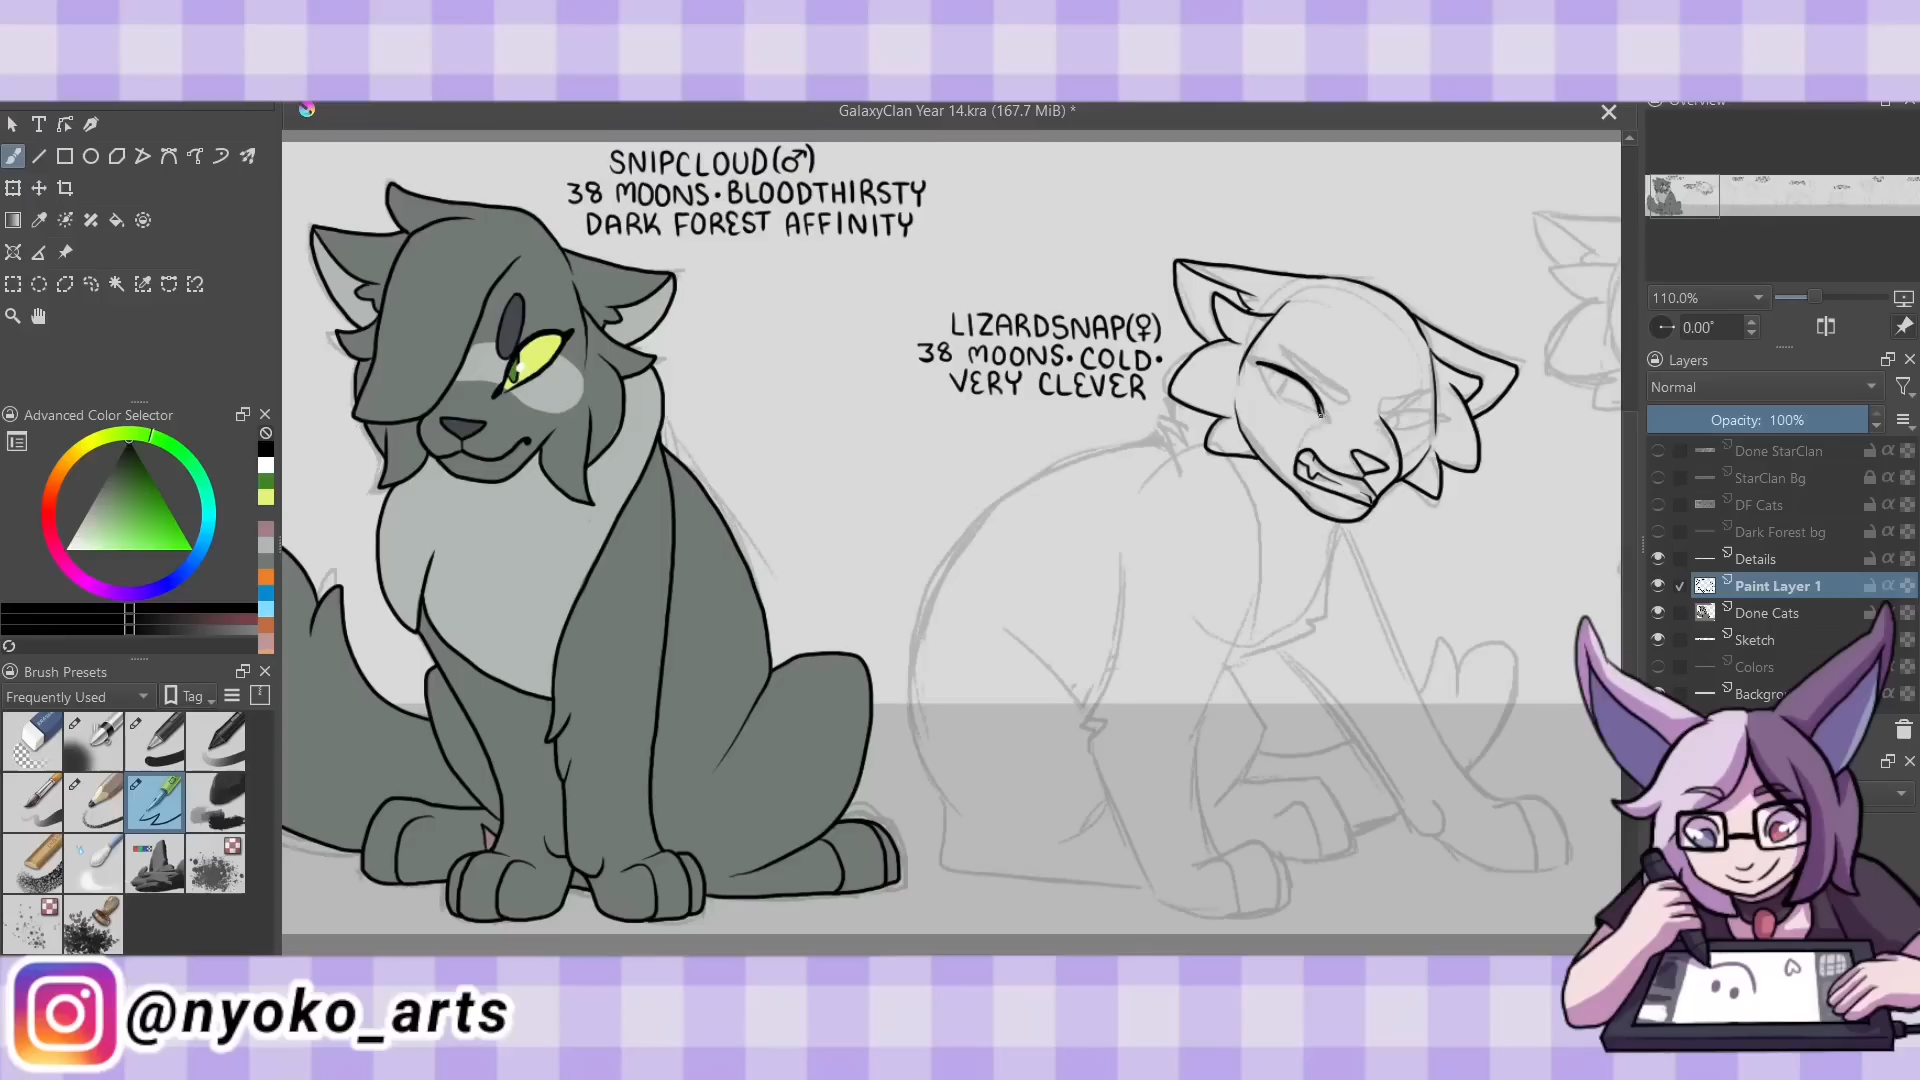 GalaxyClan Year 14.kra (167.7 MiB) *
Overview
SNIPCLOUD(♂)
38 MOONS·BLOODTHIRSTY
DARK FOREST AFFINITY
LIZARDSNAP(♀)
38 MOONS·COLD·
VERY CLEVER
110.0%
0.00°
Layers
Normal
Opacity: 100%
Done StarClan
StarClan Bg
DF Cats
Dark Forest bg
Details
Paint Layer 1
Done Cats
Sketch
Colors
Backgrou
Advanced Color Selector
Brush Presets
Frequently Used
Tag
@nyoko_arts